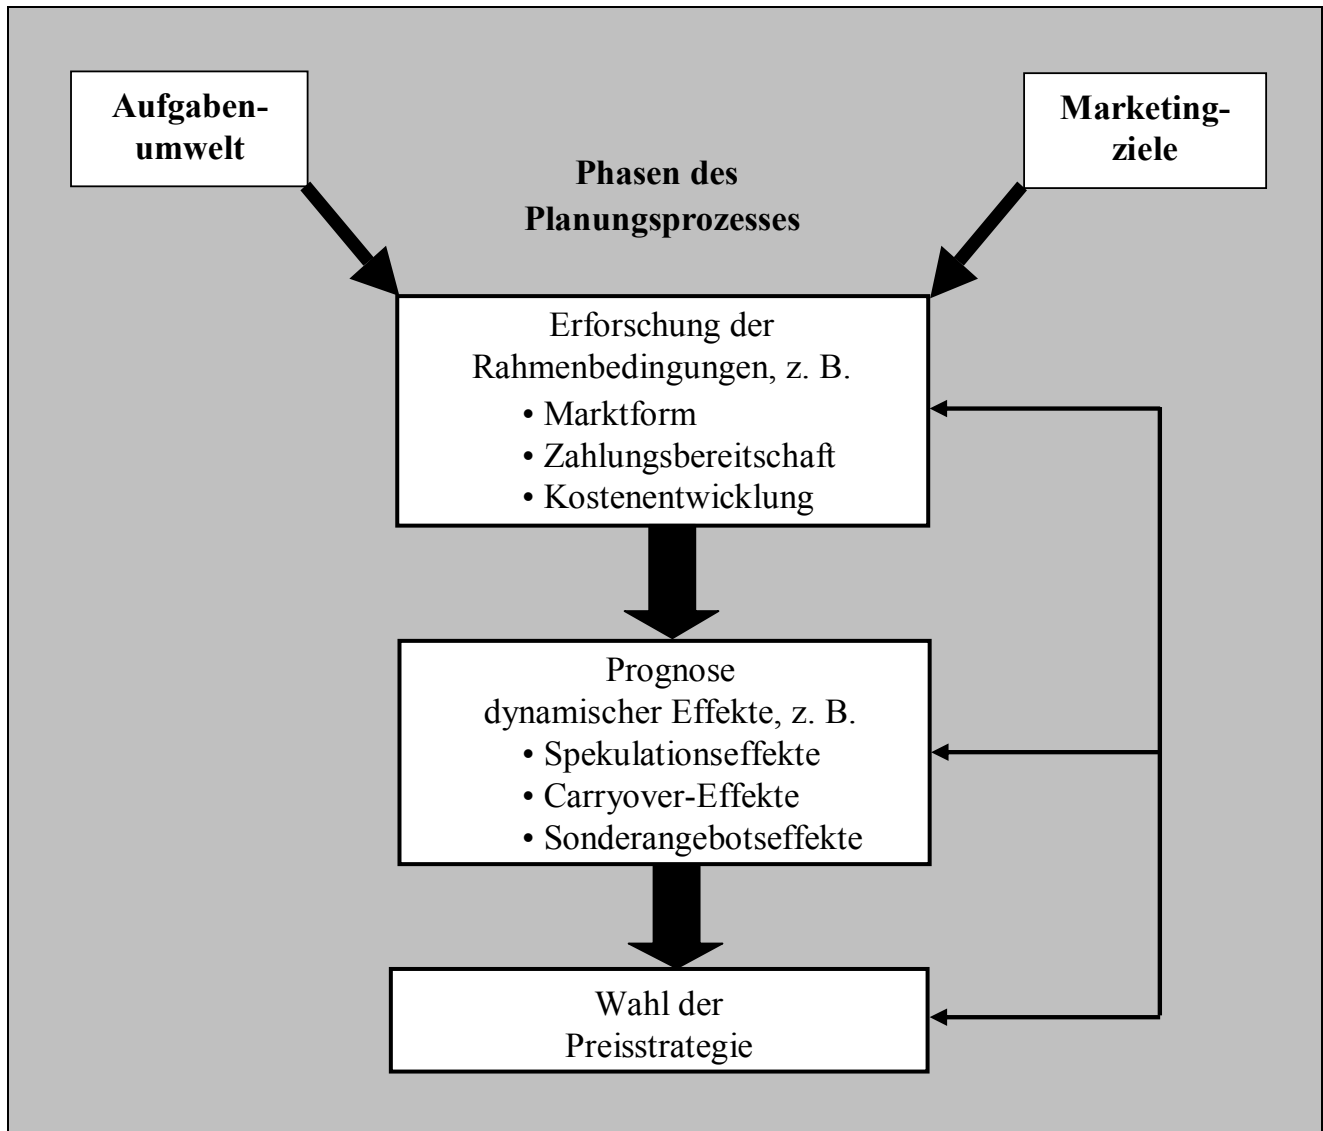 Aufgaben-
umwelt
Marketing-
ziele
Phasen des
Planungsprozesses
Erforschung der
Rahmenbedingungen, z. B.
• Marktform
• Zahlungsbereitschaft
• Kostenentwicklung
Prognose
dynamischer Effekte, z. B.
• Spekulationseffekte
• Carryover-Effekte
• Sonderangebotseffekte
Wahl der
Preisstrategie